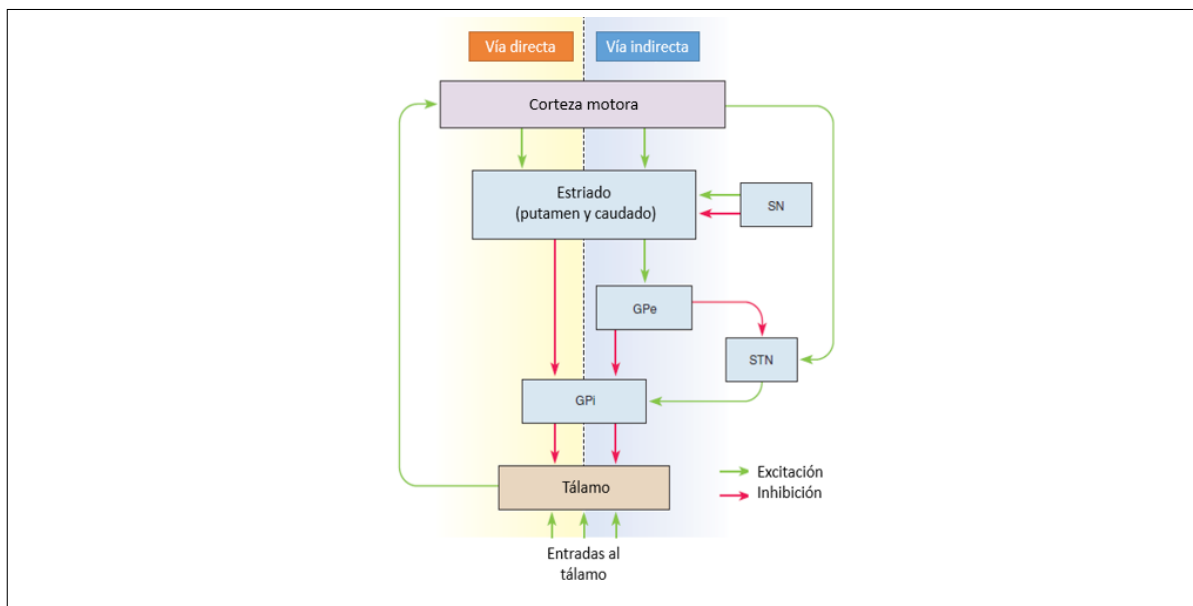 Vía directa
Vía indirecta
Corteza motora
Estriado
(putamen y caudado)
SN
GPe
STN
GPi
Tálamo
Excitación
Inhibición
Entradas al
tálamo